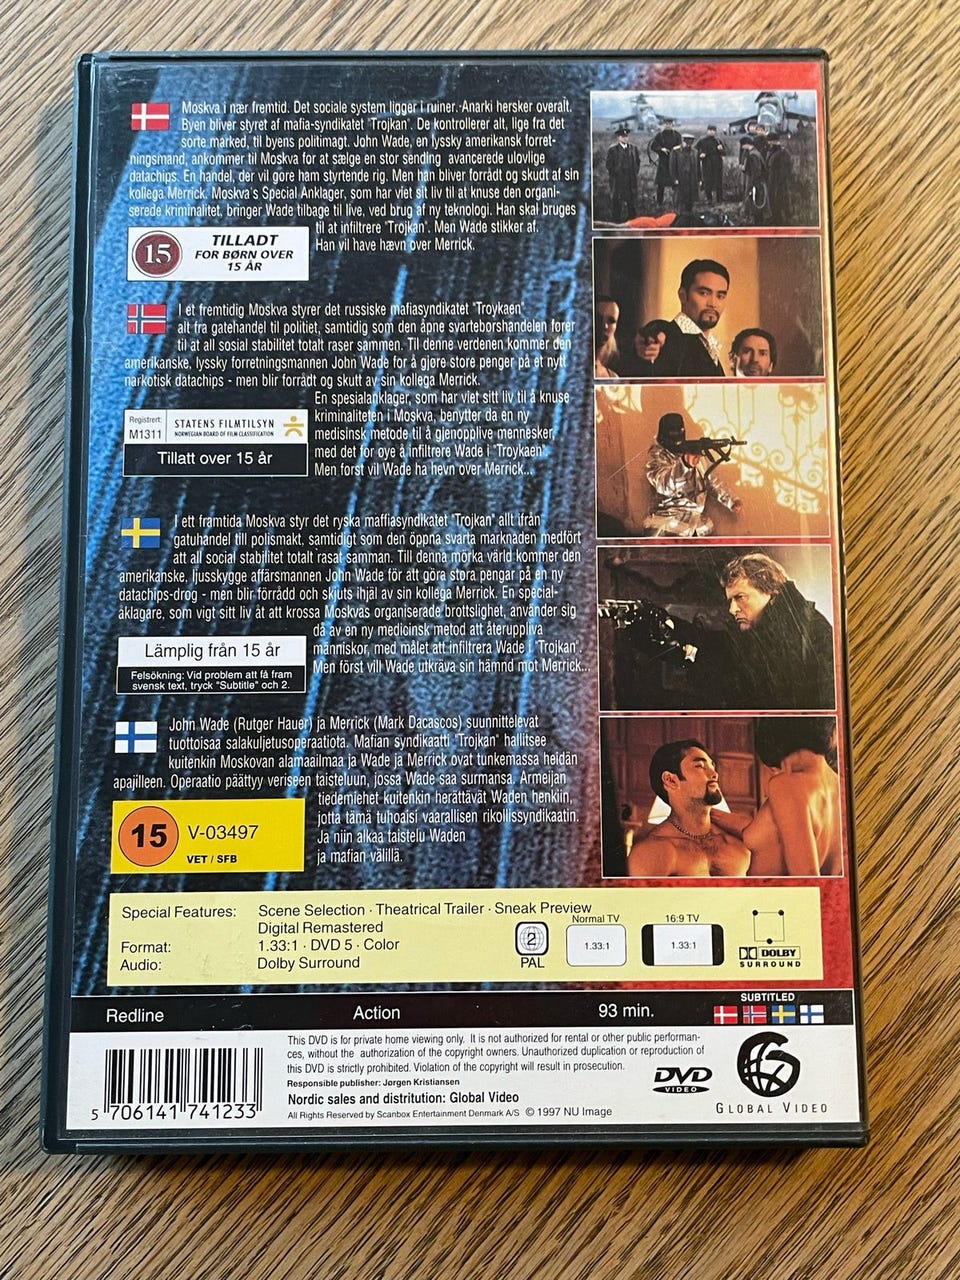 Moskva i nær fremtid. Det sociale system ligger i ruiner. Anarki hersker overalt.
Byen bliver styret af mafia-syndikatet "Trojkan". De kontrollerer alt, lige fra det
sorte marked, til byens politimagt. John Wade, en lyssky amerikansk forret-
ningsmand, ankommer til Moskva for at sælge en stor sending avancerede ulovlige
datachips. En handel, der vil gøre ham styrtende rig. Men han bliver forrådt og skudt af sin
kollega Merrick. Moskva's Special Anklager, som har viet sit liv til at knuse den organi-
serede kriminalitet, bringer Wade tilbage til live, ved brug af ny teknologi. Han skal bruges
til at infiltrere "Trojkan". Men Wade stikker af.
Han vil have hævn over Merrick.
15
TILLADT
FOR BØRN OVER
15 ÅR
I et fremtidig Moskva styrer det russiske mafiasyndikatet "Troykaen"
alt fra gatehandel til politiet, samtidig som den åpne svarteborshandelen fører
til at all sosial stabilitet totalt raser sammen. Til denne verdenen kommer den
amerikanske, lyssky forretningsmannen John Wade for å gjøre store penger på et nytt
narkotisk datachips - men blir forrådt og skutt av sin kollega Merrick.
En spesialanklager, som har viet sitt liv til å knuse
kriminaliteten i Moskva, benytter da en ny
medisinsk metode til å gjenopplive mennesker,
med det for øye å infiltrere Wade i "Troykaen".
Men forst vil Wade ha hevn over Merrick...
Registrert:
M1311
STATENS FILMTILSYN
NORWEGIAN BOARD OF FILM CLASSIFICATION
Tillatt over 15 år
I ett framtida Moskva styr det ryska maffiasyndikatet "Trojkan" allt ifrån
gatuhandel till polismakt, samtidigt som den öppna svarta marknaden medfört
att all social stabilitet totalt rasat samman. Till denna mörka värld kommer den
amerikanske, ljusskygge affärsmannen John Wade för att göra stora pengar på en ny
datachips-drog - men blir förrådd och skjuts ihjäl av sin kollega Merrick. En special-
åklagare, som vigt sitt liv åt att krossa Moskvas organiserade brottslighet, använder sig
då av en ny medicinsk metod att återuppliva
människor, med målet att infiltrera Wade i "Trojkan".
Men först vill Wade utkräva sin hämnd mot Merrick...
Lämplig från 15 år
Felsökning: Vid problem att få fram
svensk text, tryck "Subtitle" och 2.
John Wade (Rutger Hauer) ja Merrick (Mark Dacascos) suunnittelevat
tuottoisaa salakuljetusoperaatiota. Mafian syndikaatti "Trojkan" hallitsee
kuitenkin Moskovan alamaailmaa ja Wade ja Merrick ovat tunkemassa heidän
apajilleen. Operaatio päättyy veriseen taisteluun, jossa Wade saa surmansa. Armeijan
tiedemiehet kuitenkin herättävät Waden henkiin,
jotta tämä tuhoaisi vaarallisen rikollissyndikaatin.
Ja niin alkaa taistelu Waden
ja mafian välillä.
15
V-03497
VET / SFB
Special Features: Scene Selection · Theatrical Trailer · Sneak Preview
Digital Remastered
Format: 1.33:1 · DVD 5 · Color
Audio: Dolby Surround
2
PAL
Normal TV
1.33:1
16:9 TV
1.33:1
DOLBY
SURROUND
Redline Action 93 min.
SUBTITLED
This DVD is for private home viewing only. It is not authorized for rental or other public performan-
ces, without the authorization of the copyright owners. Unauthorized duplication or reproduction of
this DVD is strictly prohibited. Violation of the copyright will result in prosecution.
Responsible publisher: Jørgen Kristiansen
Nordic sales and distritution: Global Video
All Rights Reserved by Scanbox Entertainment Denmark A/S © 1997 NU Image
5 706141 741233
DVD
VIDEO
GLOBAL VIDEO